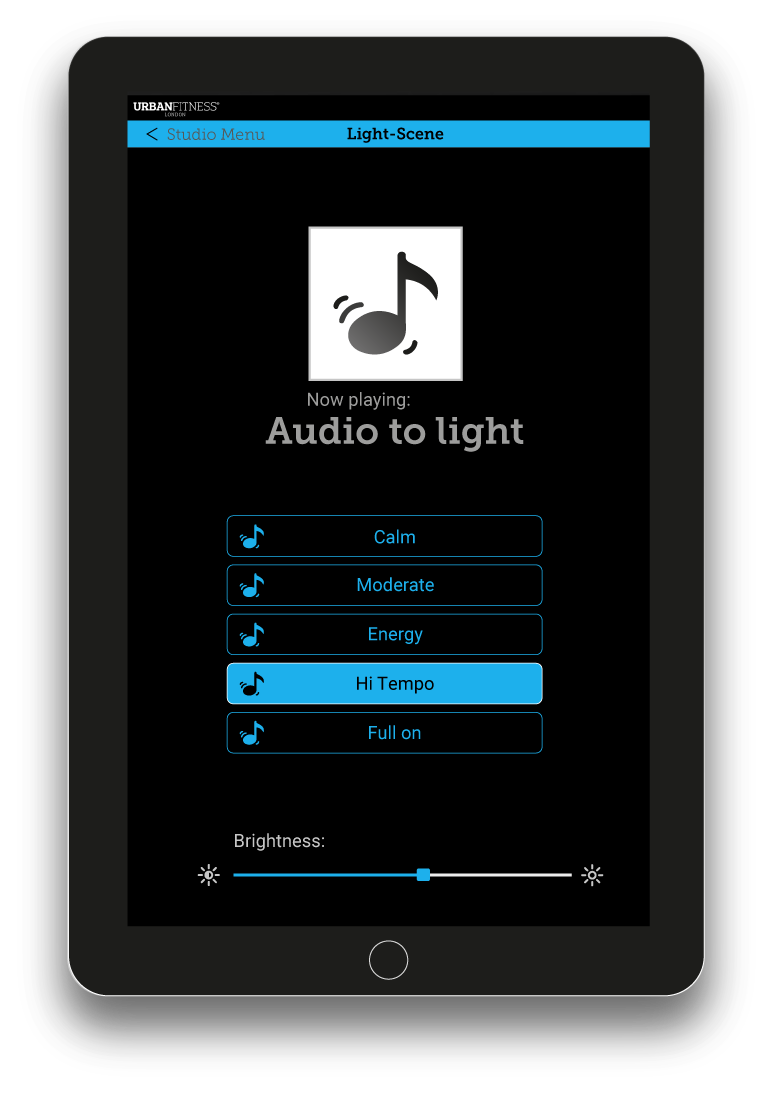 URBANFITNESS®
LONDON
< Studio Menu
Light-Scene
Now playing:
Audio to light
Calm
Moderate
Energy
Hi Tempo
Full on
Brightness: